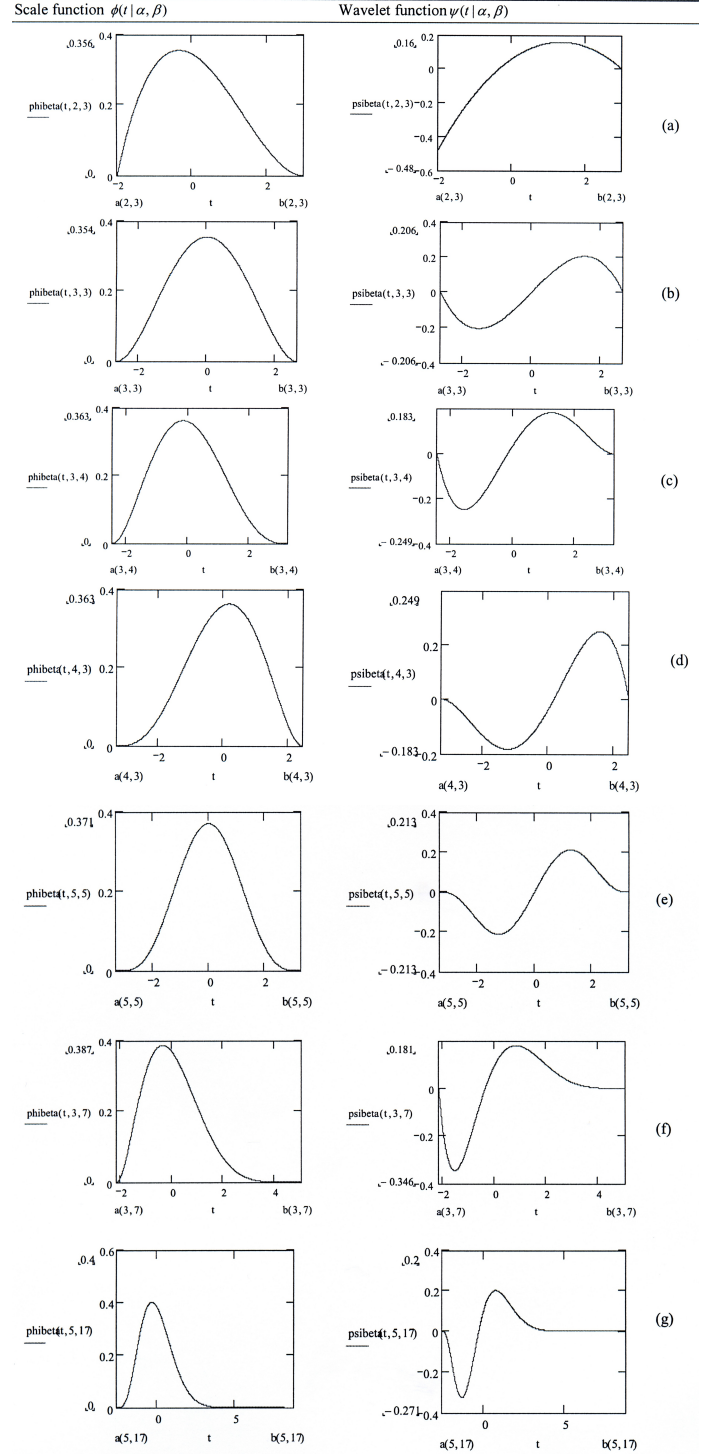 Scale function ϕ(t | α, β) Wavelet function ψ(t | α, β)
0.356 0.4 0.16 0.2
0
phibeta(t, 2, 3) 0.2 psibeta(t, 2, 3) −0.2 (a)
−0.4
0 0 −0.48 −0.6
−2 0 2 −2 0 2
a(2, 3) t b(2, 3) a(2, 3) t b(2, 3)
0.354 0.4 0.206 0.4
0.2
phibeta(t, 3, 3) 0.2 psibeta(t, 3, 3) 0 (b)
−0.2
0 0 −0.206 −0.4
−2 0 2 −2 0 2
a(3, 3) t b(3, 3) a(3, 3) t b(3, 3)
0.363 0.4 0.183
0
phibeta(t, 3, 4) 0.2 psibeta(t, 3, 4) (c)
−0.2
0 0 −0.249 −0.4
−2 0 2 −2 0 2
a(3, 4) t b(3, 4) a(3, 4) t b(3, 4)
0.363 0.4 0.249
0.2
phibeta(t, 4, 3) 0.2 psibeta(t, 4, 3) (d)
0
0 0 −0.183 −0.2
−2 0 2 −2 0 2
a(4, 3) t b(4, 3) a(4, 3) t b(4, 3)
0.371 0.4 0.213 0.4
0.2
phibeta(t, 5, 5) 0.2 psibeta(t, 5, 5) 0 (e)
−0.2
0 0 −0.213 −0.4
−2 0 2 −2 0 2
a(5, 5) t b(5, 5) a(5, 5) t b(5, 5)
0.387 0.4 0.181
0
phibeta(t, 3, 7) 0.2 psibeta(t, 3, 7) (f)
−0.2
0 0 −0.346 −0.4
−2 0 2 4 −2 0 2 4
a(3, 7) t b(3, 7) a(3, 7) t b(3, 7)
0.4 0.6 0.2 0.4
0.4 0.2
phibeta(t, 5, 17) psibeta(t, 5, 17) 0 (g)
0.2 −0.2
0 0 −0.271 −0.4
0 5 0 5
a(5, 17) t b(5, 17) a(5, 17) t b(5, 17)